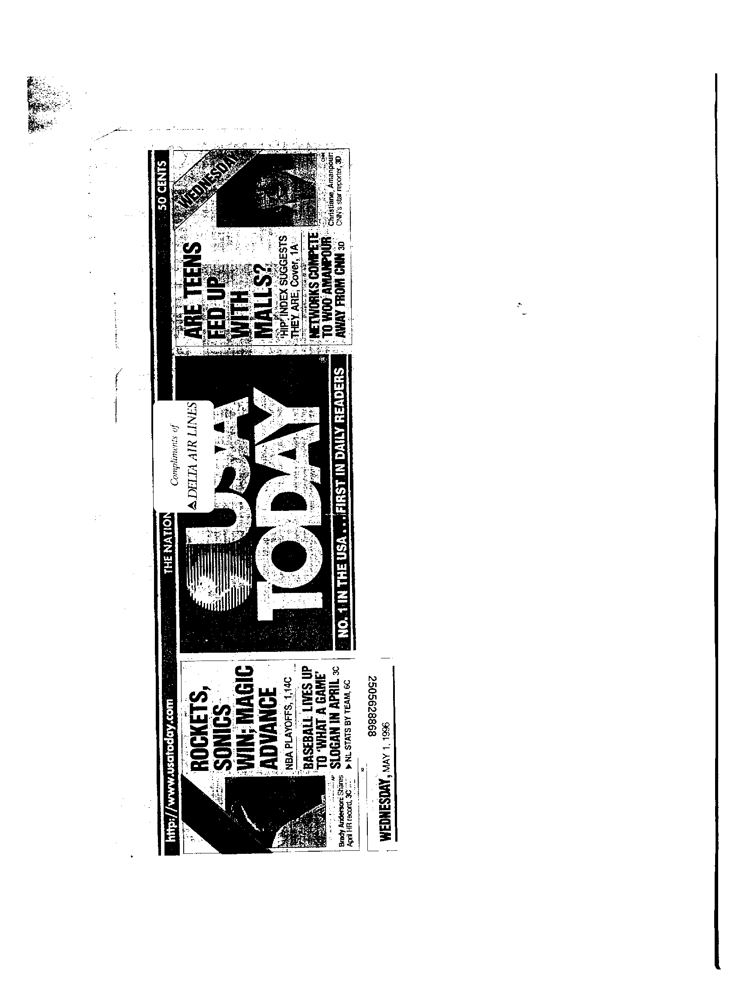 http://www.usatoday.com
THE NATION
50 CENTS
ROCKETS,
SONICS
WIN; MAGIC
ADVANCE
NBA PLAYOFFS, 1,14C
BASEBALL LIVES UP
TO 'WHAT A GAME'
SLOGAN IN APRIL 3C
▶ NL STATS BY TEAM, 6C
Brady Anderson: Shares
April HR record, 3C
Compliments of
DELTA AIR LINES
USA
TODAY
NO. 1 IN THE USA . . . FIRST IN DAILY READERS
WEDNESDAY
ARE TEENS
FED UP
WITH
MALLS?
'HIP' INDEX SUGGESTS
THEY ARE, Cover, 1A
NETWORKS COMPETE
TO WOO AMANPOUR
AWAY FROM CNN 3D
Christiane Amanpour:
CNN's star reporter, 3D
WEDNESDAY, MAY 1, 1996
2505628868